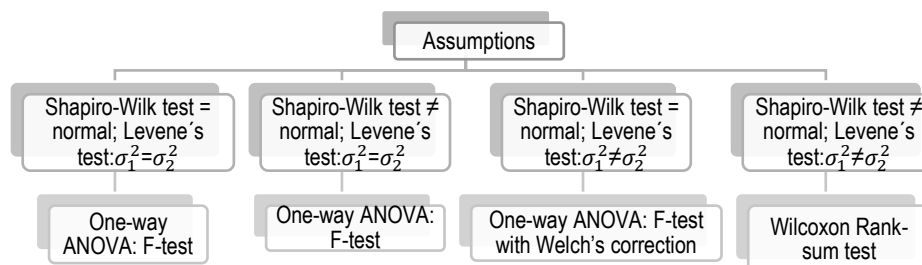 Assumptions
Shapiro-Wilk test =
normal; Levene´s
test:σ₁²=σ₂²
Shapiro-Wilk test ≠
normal; Levene´s
test:σ₁²=σ₂²
Shapiro-Wilk test =
normal; Levene´s
test:σ₁²≠σ₂²
Shapiro-Wilk test ≠
normal; Levene´s
test:σ₁²≠σ₂²
One-way
ANOVA: F-test
One-way ANOVA:
F-test
One-way ANOVA: F-test
with Welch's correction
Wilcoxon Rank-
sum test